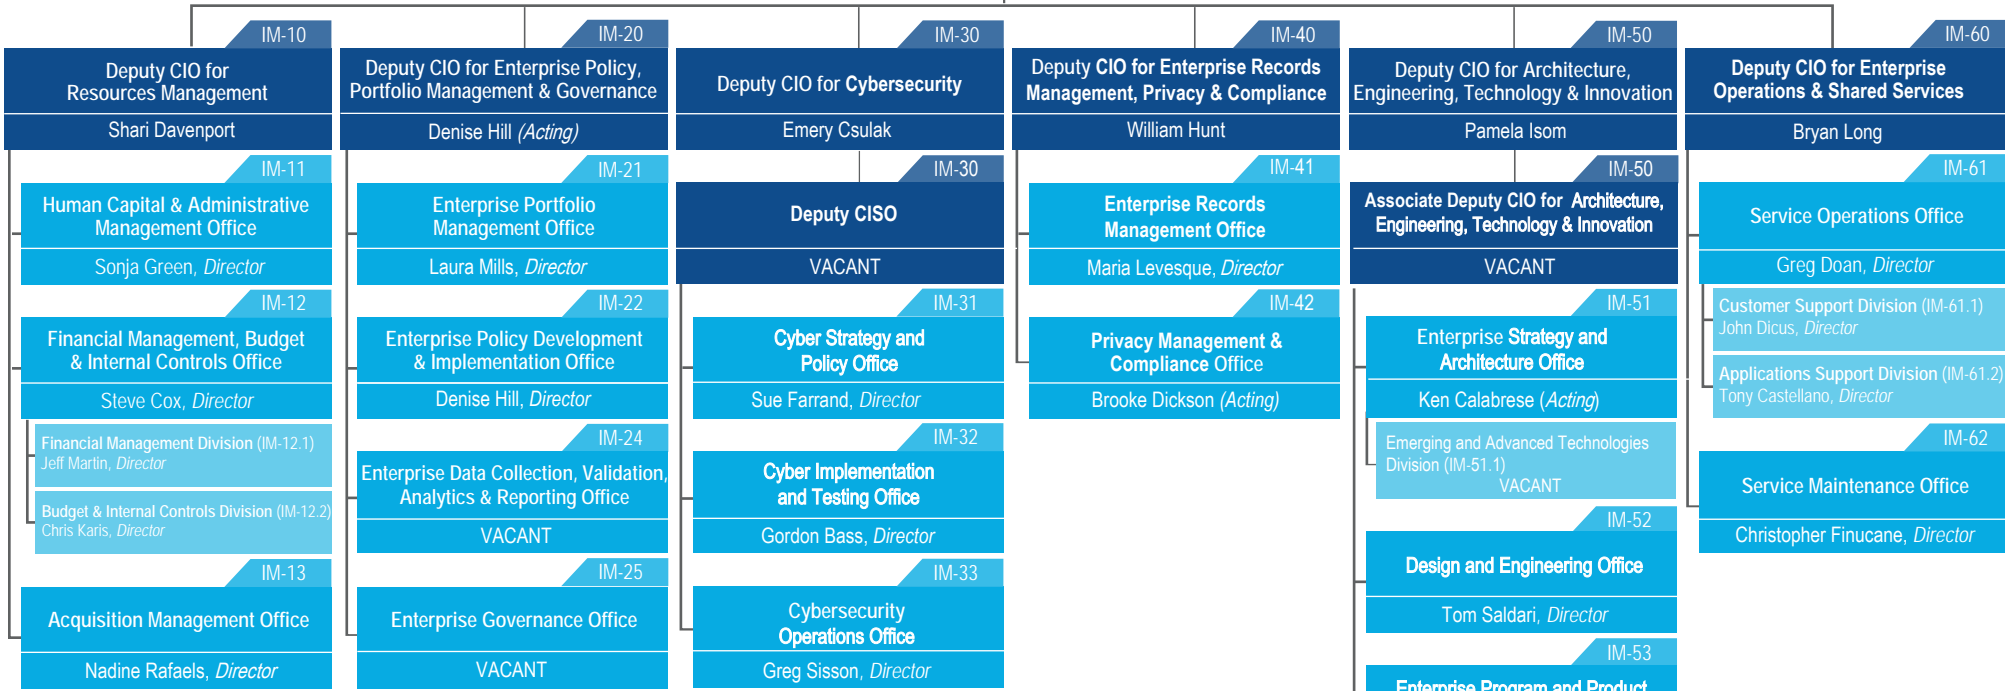 IM-10
Deputy CIO for
Resources Management
Shari Davenport
IM-11
Human Capital & Administrative
Management Office
Sonja Green, Director
IM-12
Financial Management, Budget
& Internal Controls Office
Steve Cox, Director
Financial Management Division (IM-12.1)
Jeff Martin, Director
Budget & Internal Controls Division (IM-12.2)
Chris Karis, Director
IM-13
Acquisition Management Office
Nadine Rafaels, Director
IM-20
Deputy CIO for Enterprise Policy,
Portfolio Management & Governance
Denise Hill (Acting)
IM-21
Enterprise Portfolio
Management Office
Laura Mills, Director
IM-22
Enterprise Policy Development
& Implementation Office
Denise Hill, Director
IM-24
Enterprise Data Collection, Validation,
Analytics & Reporting Office
VACANT
IM-25
Enterprise Governance Office
VACANT
IM-30
Deputy CIO for Cybersecurity
Emery Csulak
IM-30
Deputy CISO
VACANT
IM-31
Cyber Strategy and
Policy Office
Sue Farrand, Director
IM-32
Cyber Implementation
and Testing Office
Gordon Bass, Director
IM-33
Cybersecurity
Operations Office
Greg Sisson, Director
IM-40
Deputy CIO for Enterprise Records
Management, Privacy & Compliance
William Hunt
IM-41
Enterprise Records
Management Office
Maria Levesque, Director
IM-42
Privacy Management &
Compliance Office
Brooke Dickson (Acting)
IM-50
Deputy CIO for Architecture,
Engineering, Technology & Innovation
Pamela Isom
IM-50
Associate Deputy CIO for Architecture,
Engineering, Technology & Innovation
VACANT
IM-51
Enterprise Strategy and
Architecture Office
Ken Calabrese (Acting)
Emerging and Advanced Technologies
Division (IM-51.1)
VACANT
IM-52
Design and Engineering Office
Tom Saldari, Director
IM-53
Enterprise Program and Product
IM-60
Deputy CIO for Enterprise
Operations & Shared Services
Bryan Long
IM-61
Service Operations Office
Greg Doan, Director
Customer Support Division (IM-61.1)
John Dicus, Director
Applications Support Division (IM-61.2)
Tony Castellano, Director
IM-62
Service Maintenance Office
Christopher Finucane, Director